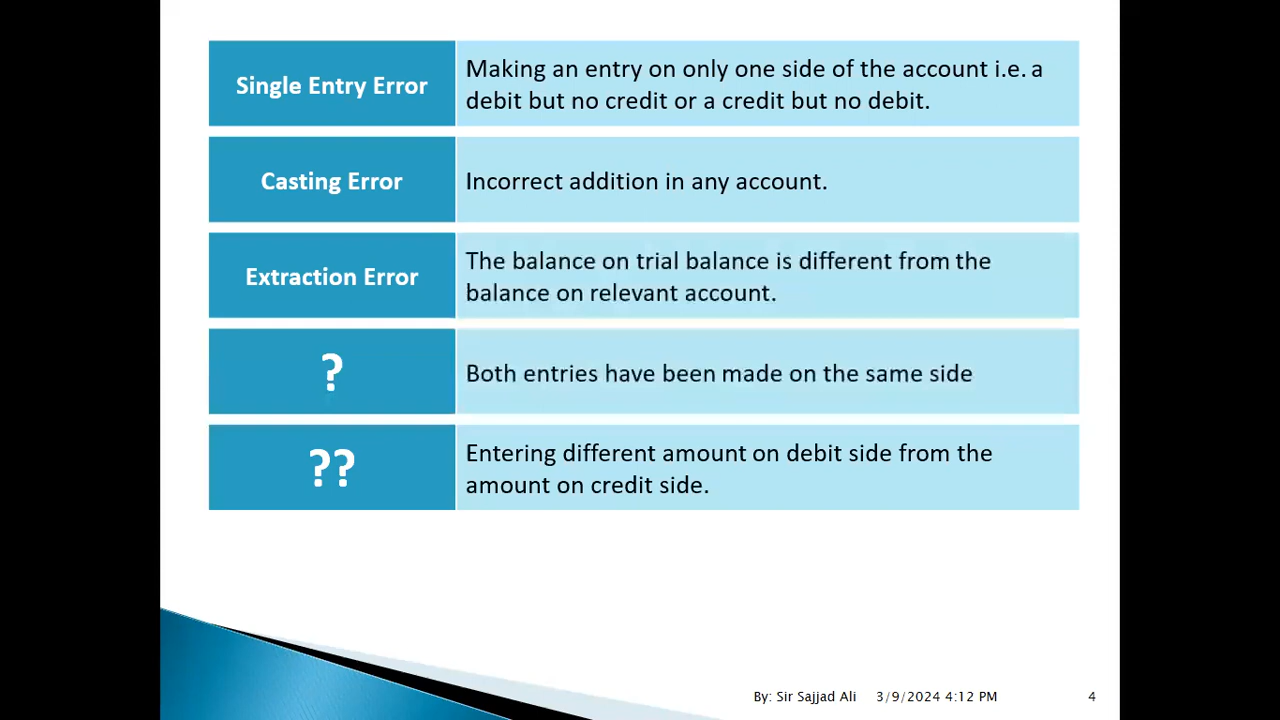 Single Entry Error
Making an entry on only one side of the account i.e. a
debit but no credit or a credit but no debit.
Casting Error
Incorrect addition in any account.
Extraction Error
The balance on trial balance is different from the
balance on relevant account.
?
Both entries have been made on the same side
??
Entering different amount on debit side from the
amount on credit side.
By: Sir Sajjad Ali 3/9/2024 4:12 PM 4